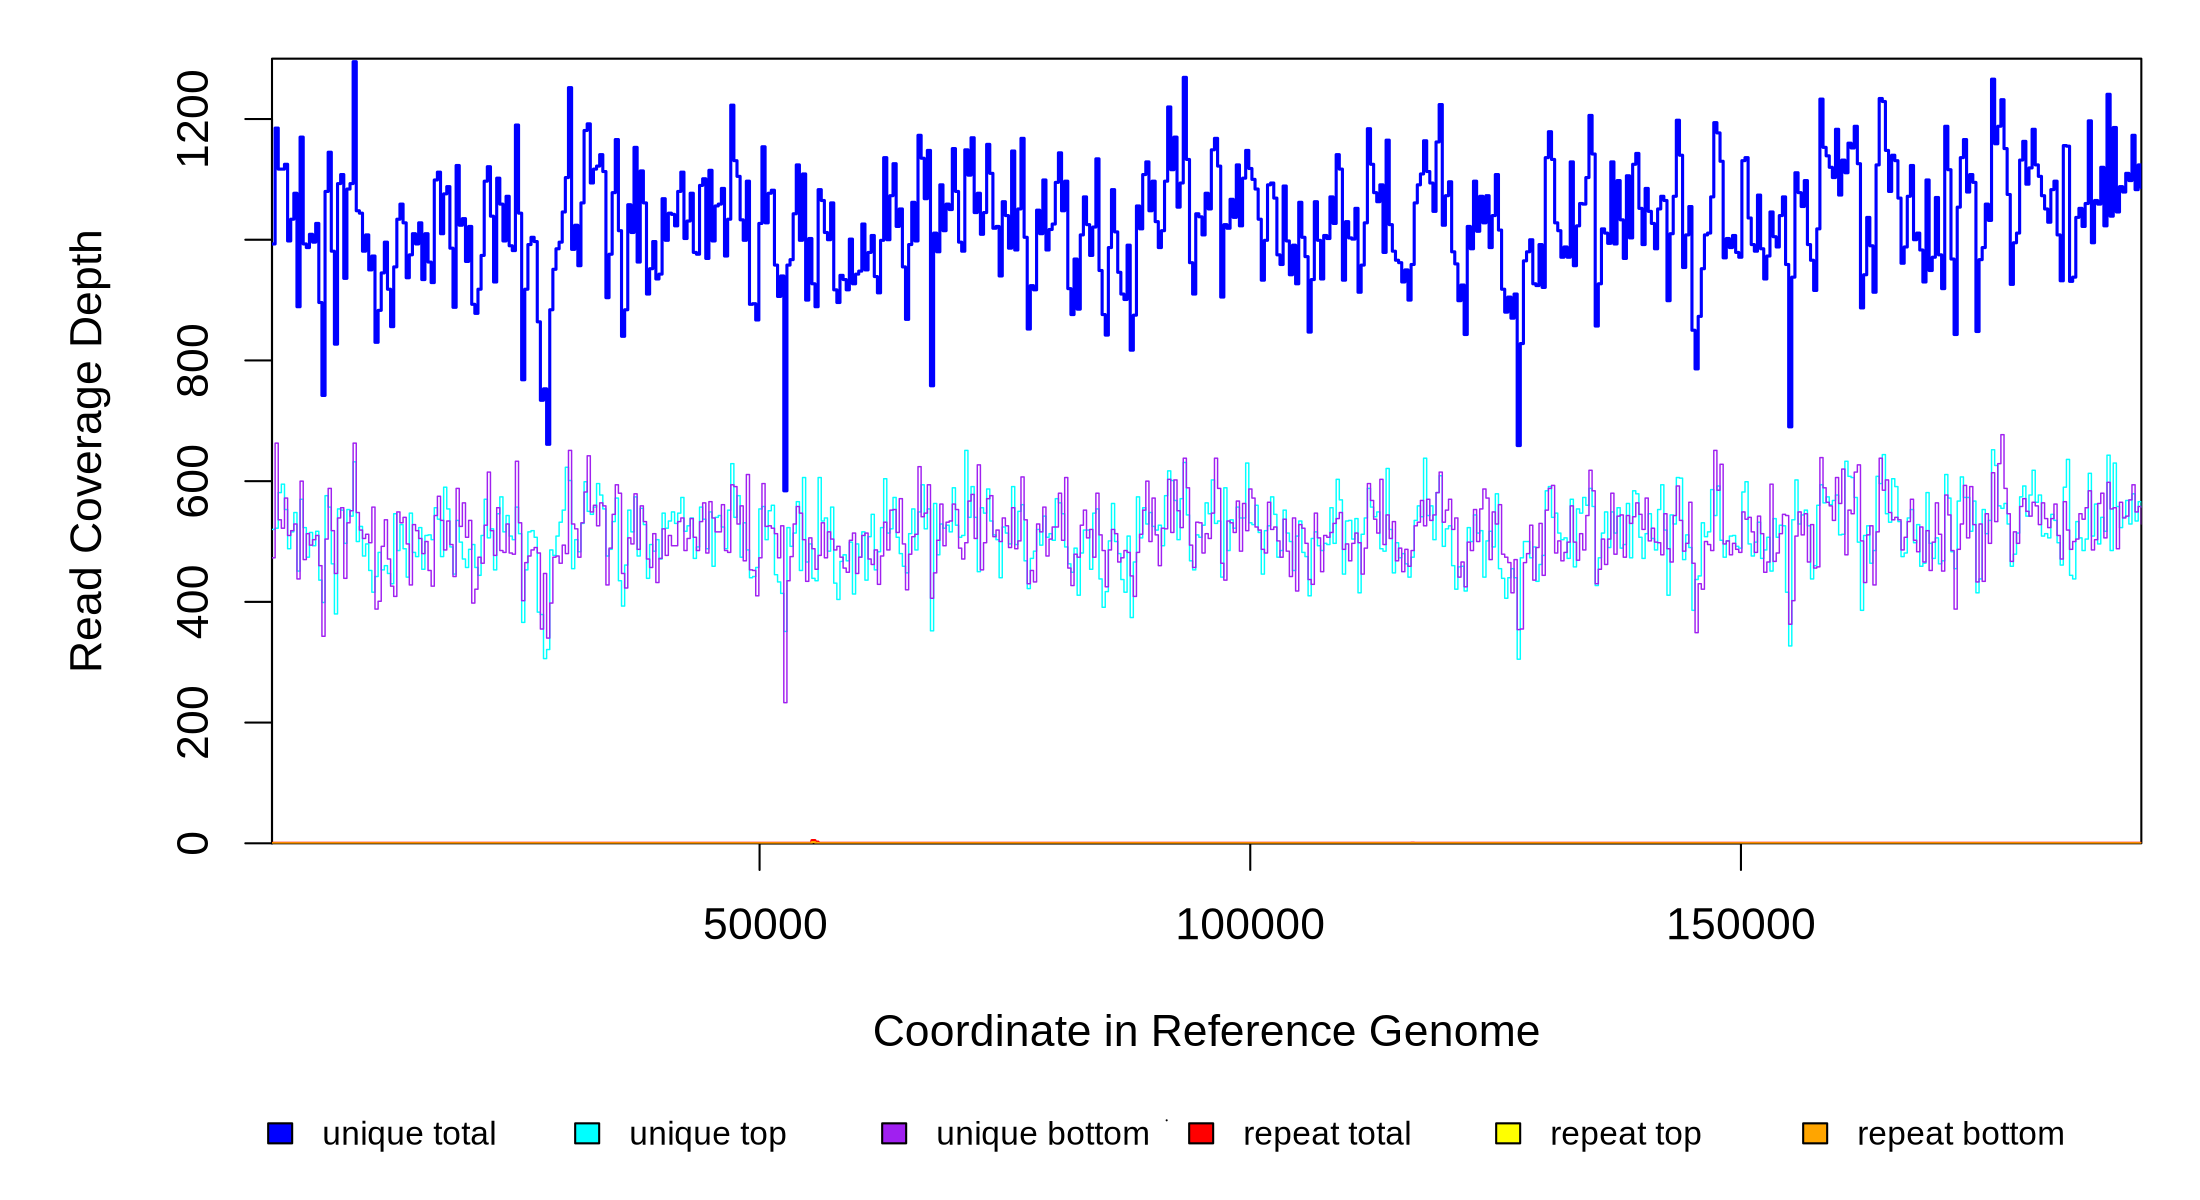 Read Coverage Depth
1200
800
600
400
200
0
50000 100000 150000
Coordinate in Reference Genome
unique total unique top unique bottom repeat total repeat top repeat bottom